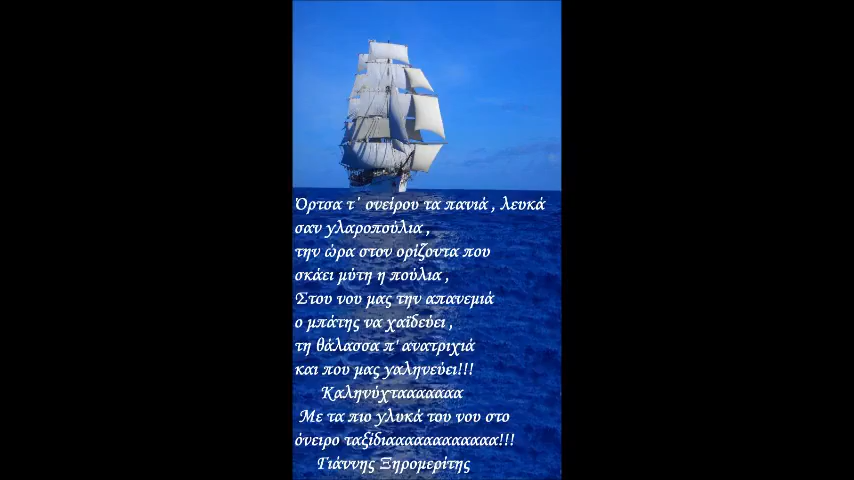 Όρτσα τ΄ ονείρου τα πανιά , λευκά
σαν γλαροπούλια ,
την ώρα στον ορίζοντα που
σκάει μύτη η πούλια ,
Στου νου μας την απανεμιά
ο μπάτης να χαϊδεύει ,
τη θάλασσα π' ανατριχιά
και που μας γαληνεύει!!!
Καληνύχτααααααα
Με τα πιο γλυκά του νου στο
όνειρο ταξίδιαααααααααααα!!!
Γιάννης Ξηρομερίτης